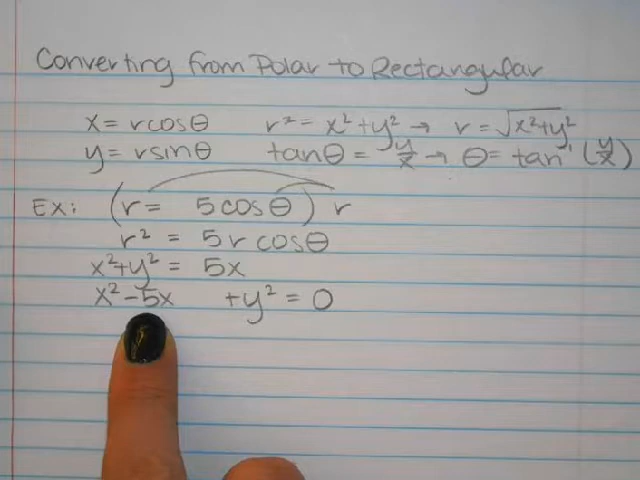 Converting from Polar to Rectangular
x = r cos θ r² = x² + y² → r = √x²+y²
y = r sin θ tan θ = y/x → θ = tan⁻¹ (y/x)
Ex: (r = 5 cos θ) r
r² = 5 r cos θ
x² + y² = 5x
x² - 5x + y² = 0